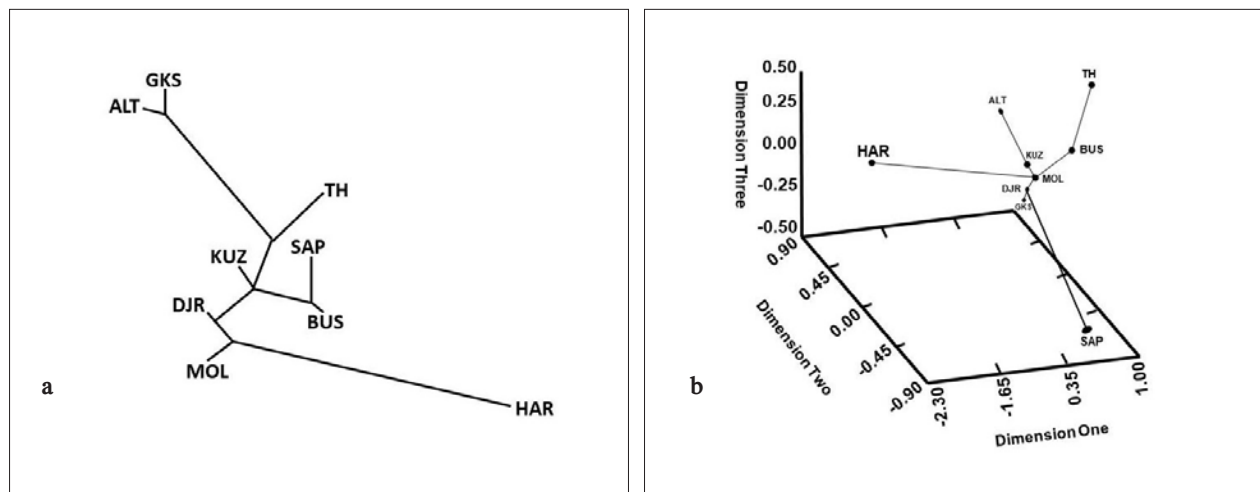 GKS
ALT
TH
SAP
KUZ
DJR
BUS
MOL
HAR
a
0.50
0.25
0.00
-0.25
-0.50
Dimension Three
TH
ALT
HAR
KUZ
BUS
MOL
DJR
GKS
SAP
0.90
0.45
0.00
-0.45
-0.90
Dimension Two
-2.30
-1.65
0.35
1.00
Dimension One
b